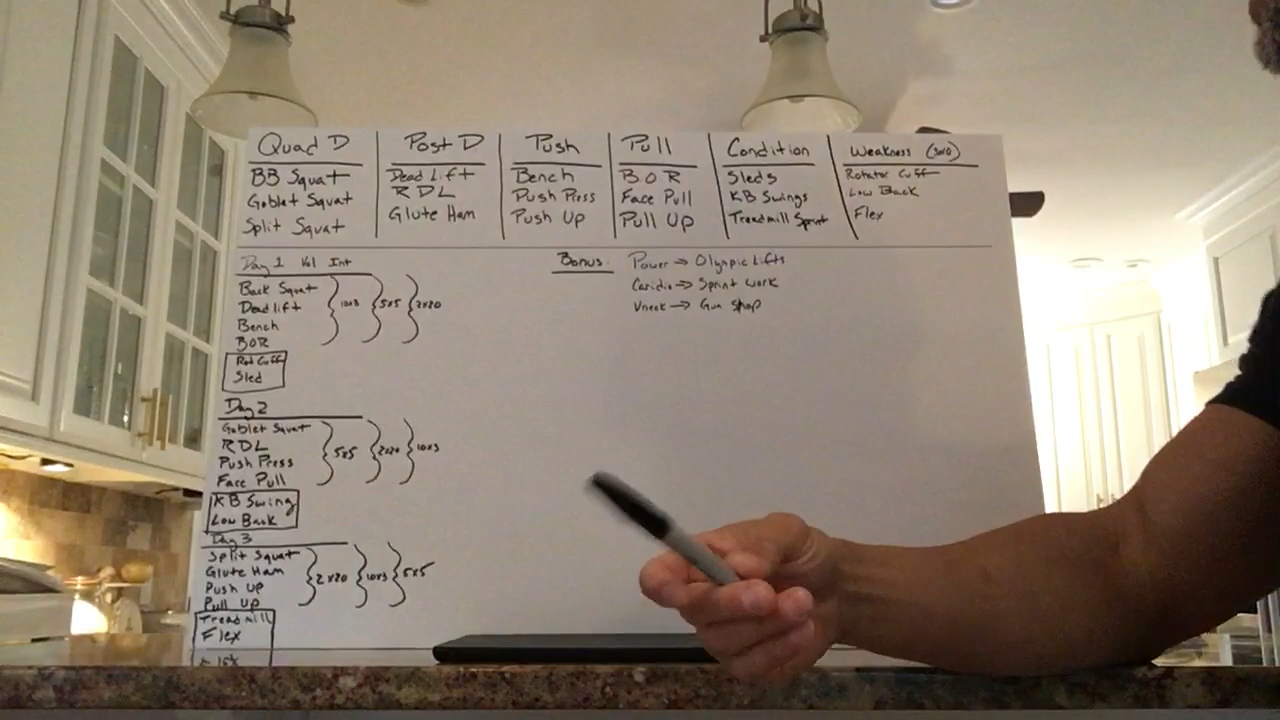 Quad D Post D Push Pull Condition Weakness (3x10)
BB Squat Dead Lift Bench BOR Sleds Rotator Cuff
Goblet Squat RDL Push Press Face Pull KB Swings Low Back
Split Squat Glute Ham Push Up Pull Up Treadmill Sprint Flex
Day 1 Vol Int
Back Squat
Deadlift
Bench
BOR
10x3 5x5 2x20
Rot Cuff
Sled
Bonus: Power → Olympic Lifts
Caridio → Sprint work
Vneck → Gun Shop
Day 2
Goblet Squat
RDL
Push Press
Face Pull
5x5 2x20 10x3
KB Swing
Low Back
Day 3
Split Squat
Glute Ham
Push Up
Pull Up
2x20 10x3 5x5
Treadmill
Flex